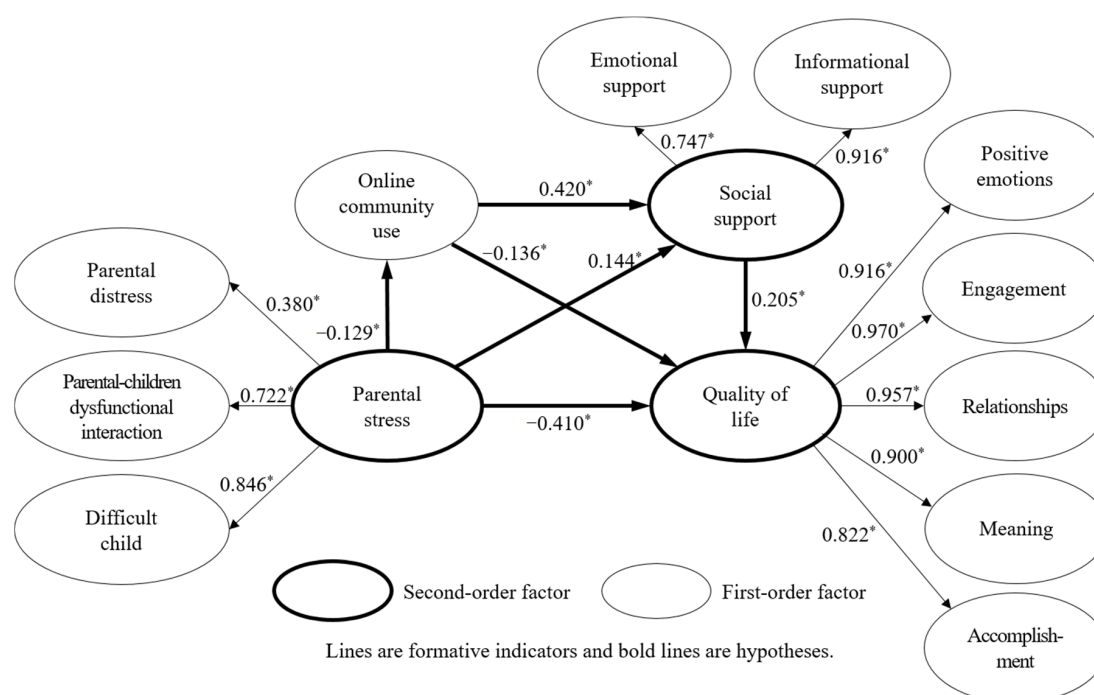 Emotional
support
Informational
support
0.747*
0.916*
Positive
emotions
Online
community
use
0.420*
Social
support
−0.136*
0.144*
0.916*
Parental
distress
0.380*
−0.129*
0.205*
0.970*
Engagement
Parental-children
dysfunctional
interaction
0.722*
Parental
stress
−0.410*
Quality of
life
0.957*
Relationships
0.846*
0.900*
Difficult
child
0.822*
Meaning
Second-order factor
First-order factor
Accomplish-
ment
Lines are formative indicators and bold lines are hypotheses.